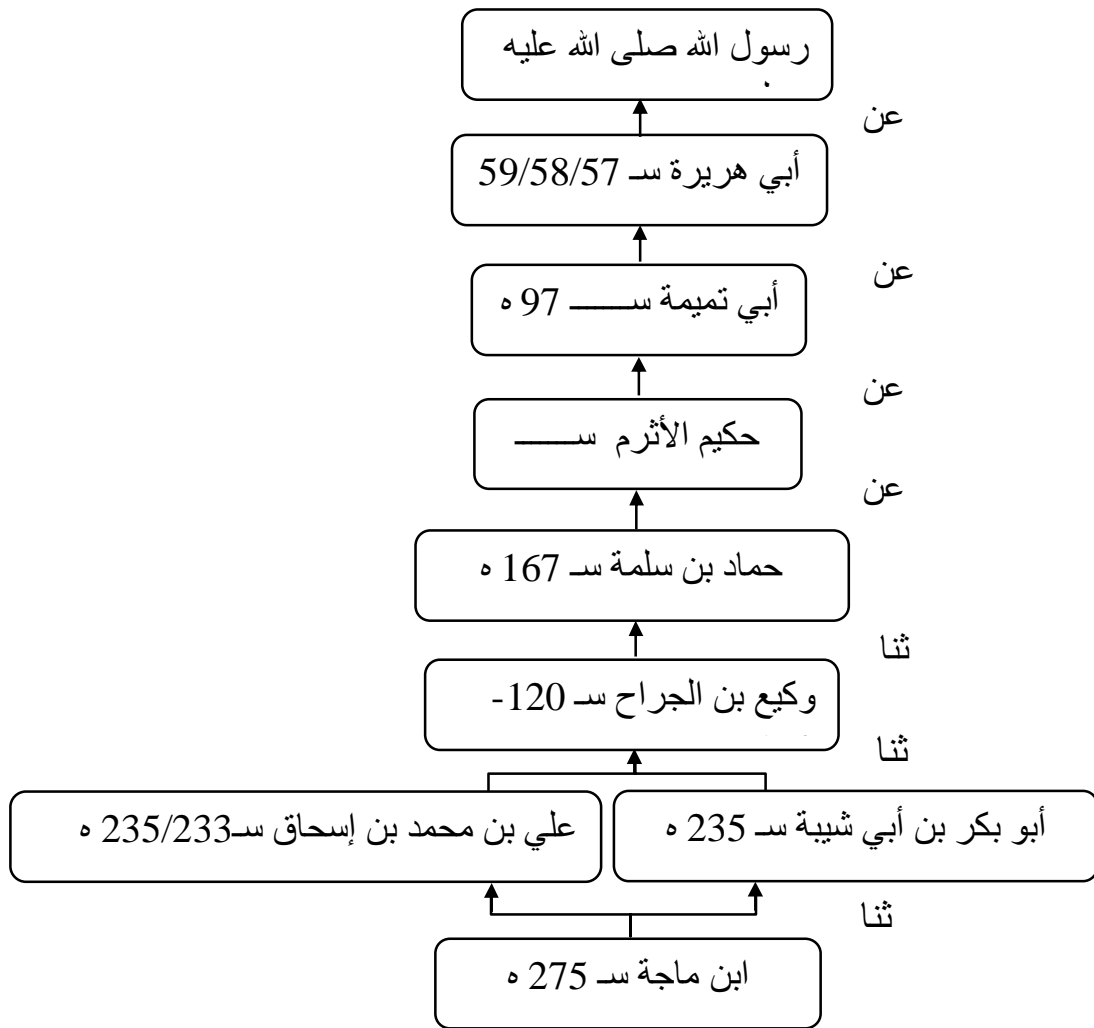 رسول الله صلى الله عليه
عن
أبي هريرة سـ 59/58/57
عن
أبي تميمة ســــــ 97 ه
عن
حكيم الأثرم ســــــ
عن
حماد بن سلمة سـ 167 ه
ثنا
وكيع بن الجراح سـ 120-
ثنا
أبو بكر بن أبي شيبة سـ 235 ه
علي بن محمد بن إسحاق سـ235/233 ه
ثنا
ابن ماجة سـ 275 ه